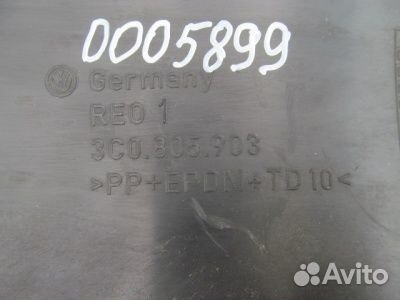 0005899
Germany
REO 1
3C0.805.903
>PP+EPDM+TD10<
Avito